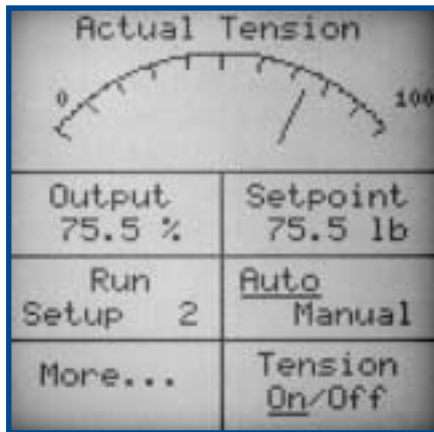 Actual Tension
0 100
Output
75.5 %
Setpoint
75.5 lb
Run
Setup 2
Auto
Manual
More...
Tension
On/Off